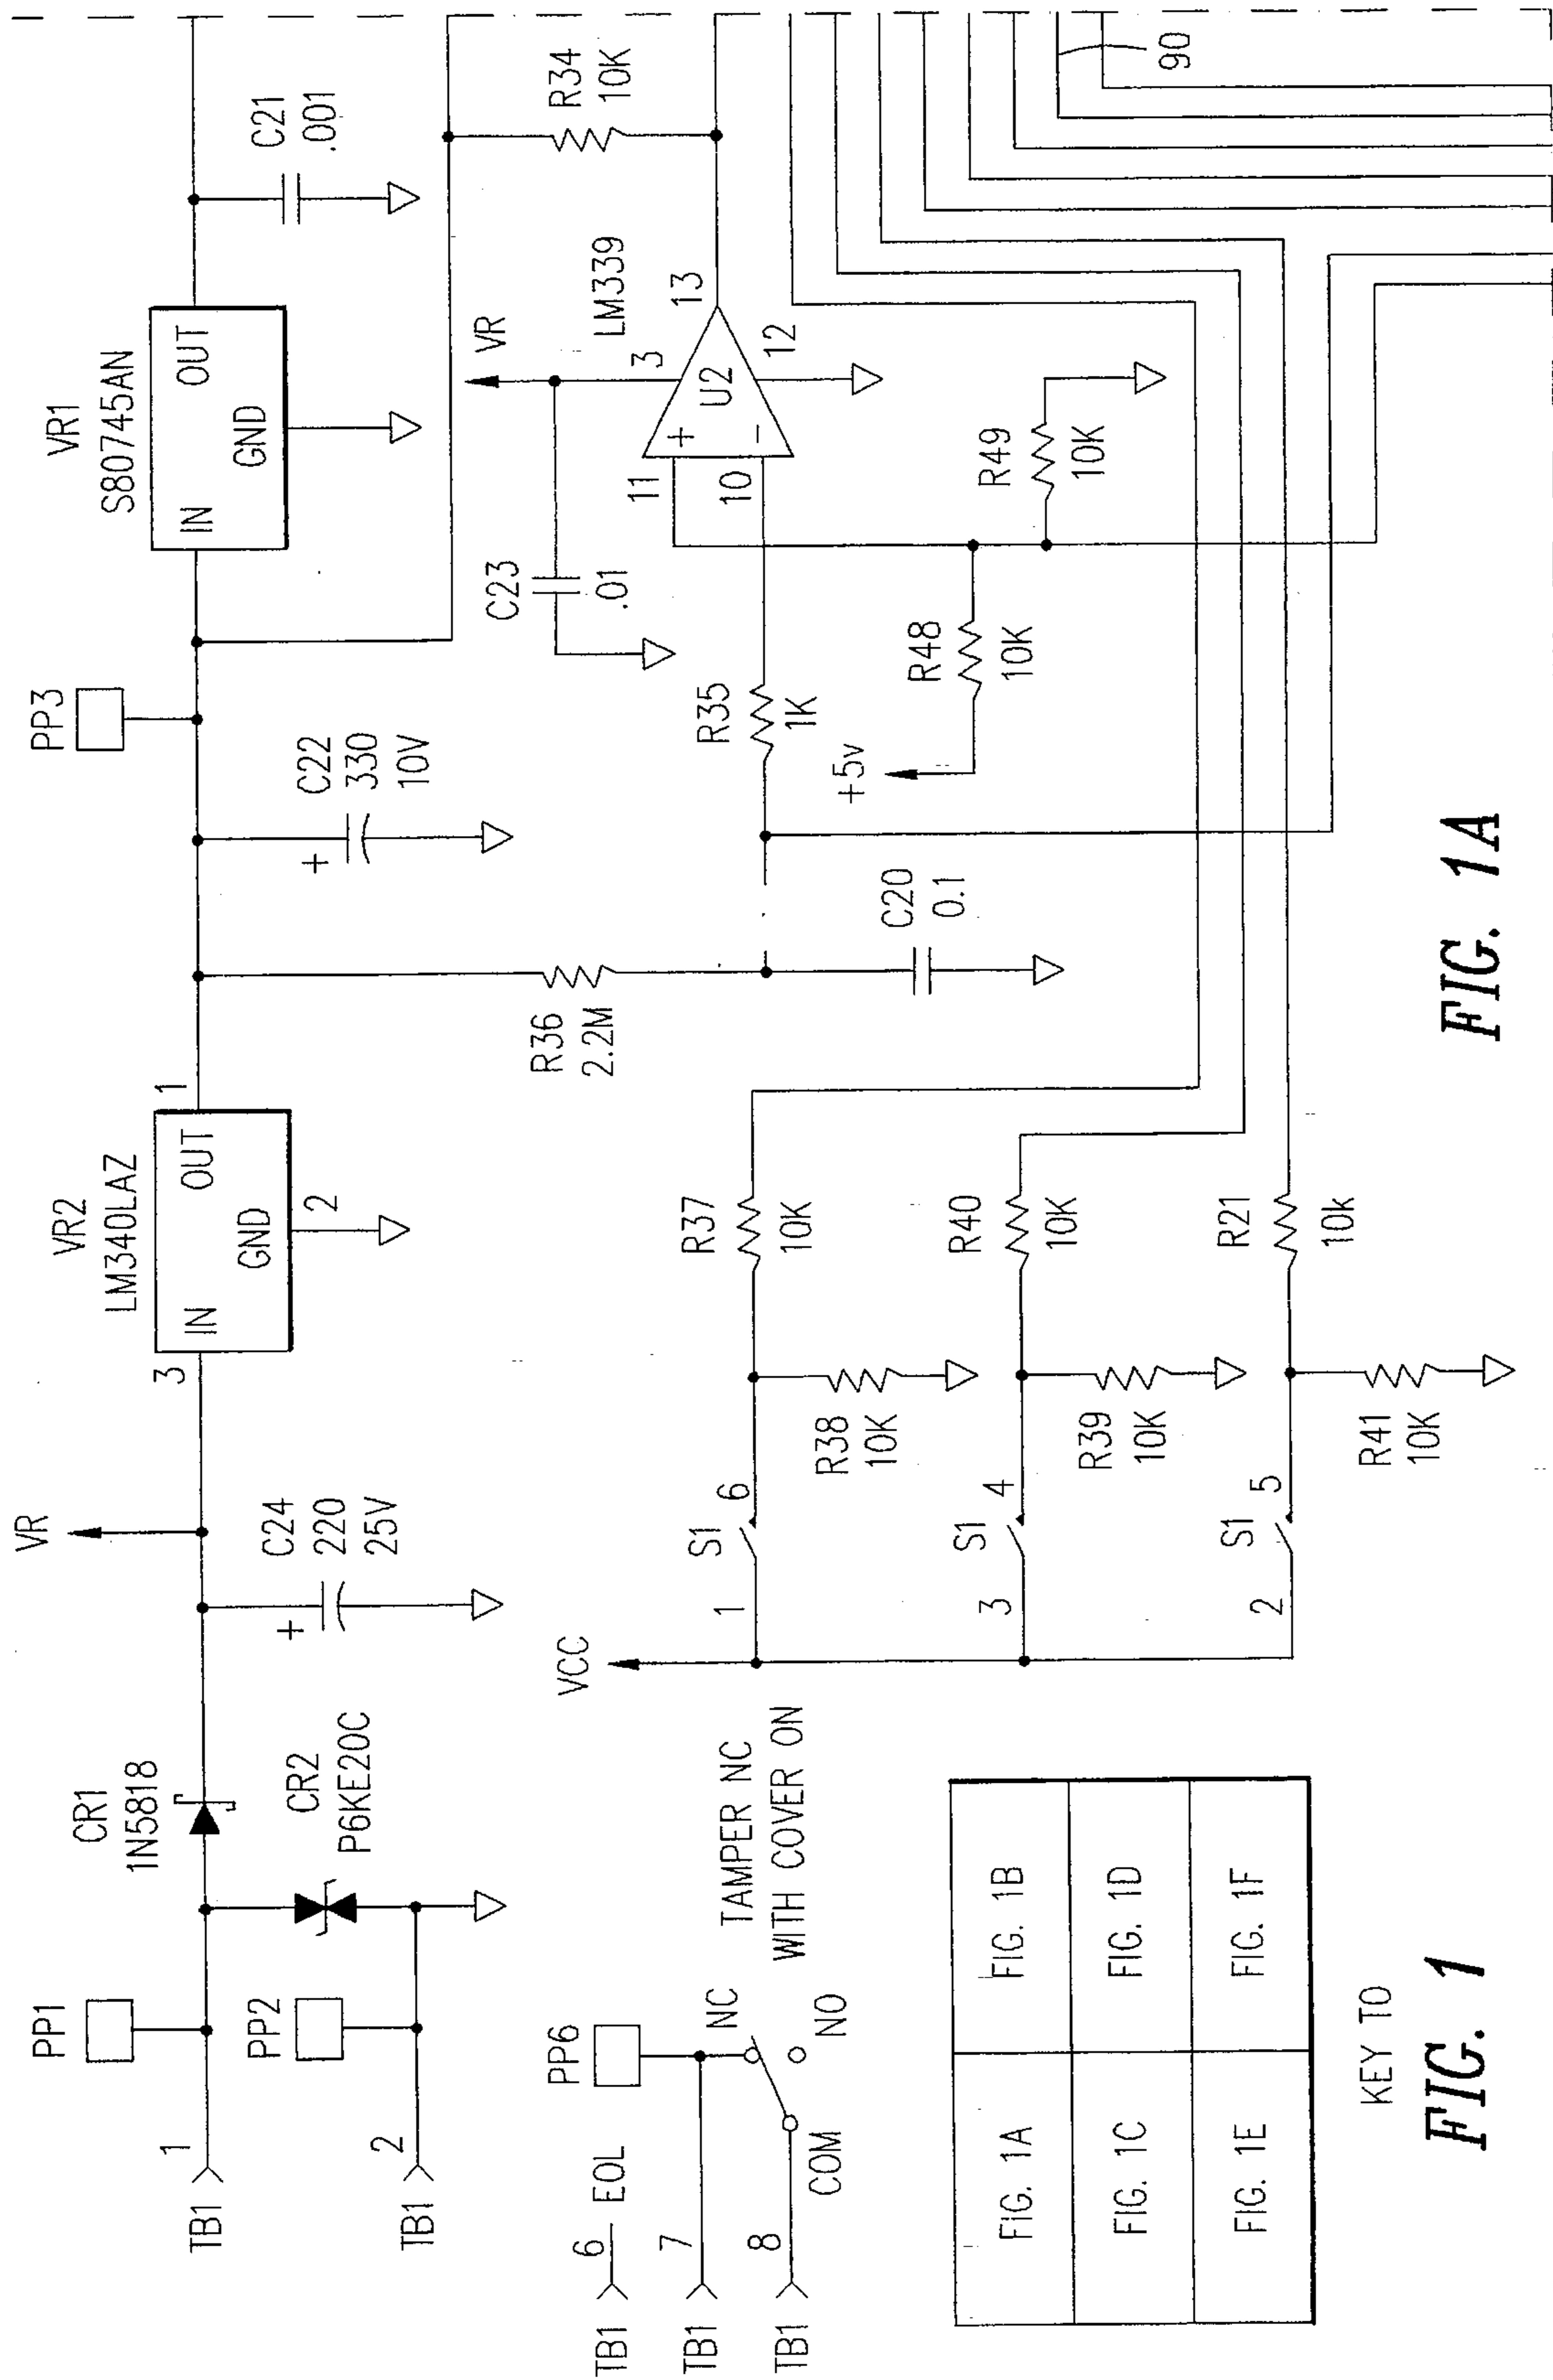 PP1
TB1
1
PP2
TB1
2
CR1
1N5818
CR2
P6KE20C
VR
C24
+
220
25V
VR2
LM340LAZ
3
IN
OUT
GND
1
2
R36
2.2M
C22
+
330
10V
PP3
VR1
S80745AN
IN
OUT
GND
C21
.001
R34
10K
C23
.01
VR
LM339
3
U2
13
12
11
+
10
-
R35
1K
+5v
R48
10K
R49
10K
C20
0.1
90
PP6
TB1
6
EOL
TB1
7
TB1
8
NC
NO
COM
TAMPER NC
WITH COVER ON
VCC
1
S1
6
R37
10K
R38
10K
3
S1
4
R40
10K
R39
10K
2
S1
5
R21
10k
R41
10K
FIG. 1A
FIG. 1B
FIG. 1C
FIG. 1D
FIG. 1E
FIG. 1F
KEY TO
FIG. 1
FIG. 1A